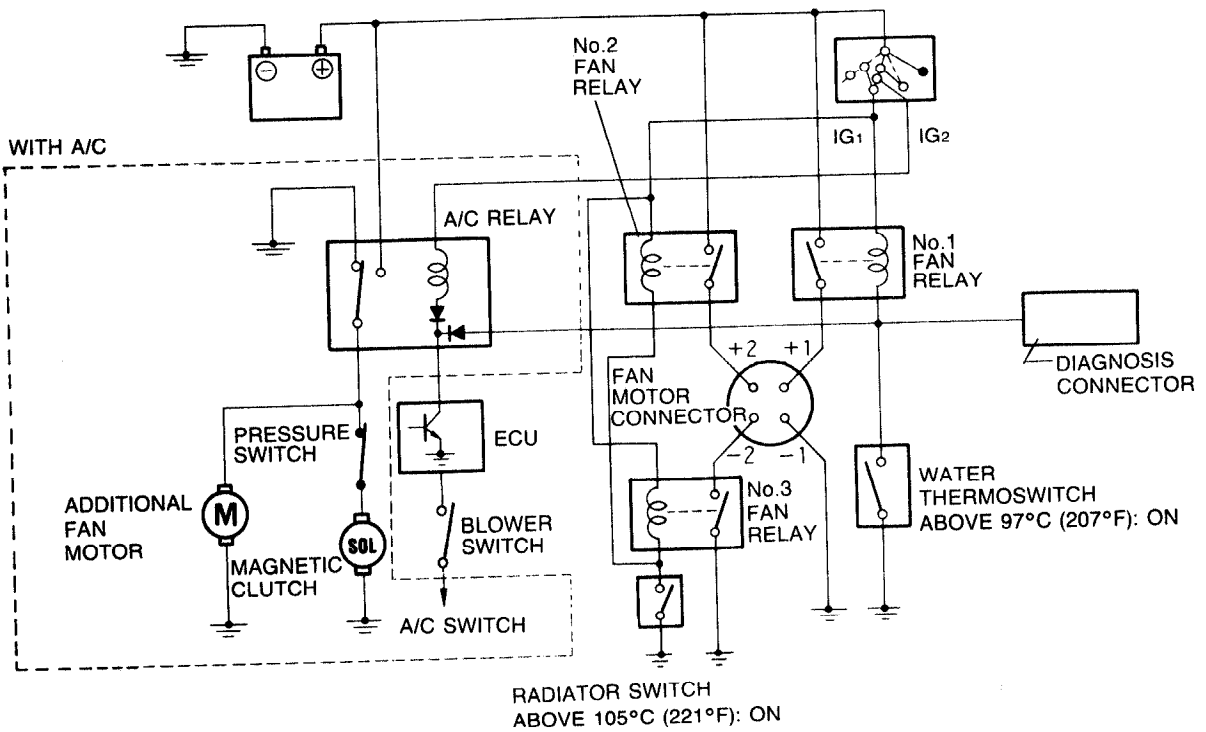 No.2
FAN
RELAY
− +
IG1 IG2
WITH A/C
A/C RELAY
No.1
FAN
RELAY
+2 +1
DIAGNOSIS
CONNECTOR
FAN
MOTOR
CONNECTOR
−2 −1
PRESSURE
SWITCH
ECU
ADDITIONAL
FAN
MOTOR
M
MAGNETIC
CLUTCH
SOL
BLOWER
SWITCH
A/C SWITCH
No.3
FAN
RELAY
WATER
THERMOSWITCH
ABOVE 97°C (207°F): ON
RADIATOR SWITCH
ABOVE 105°C (221°F): ON